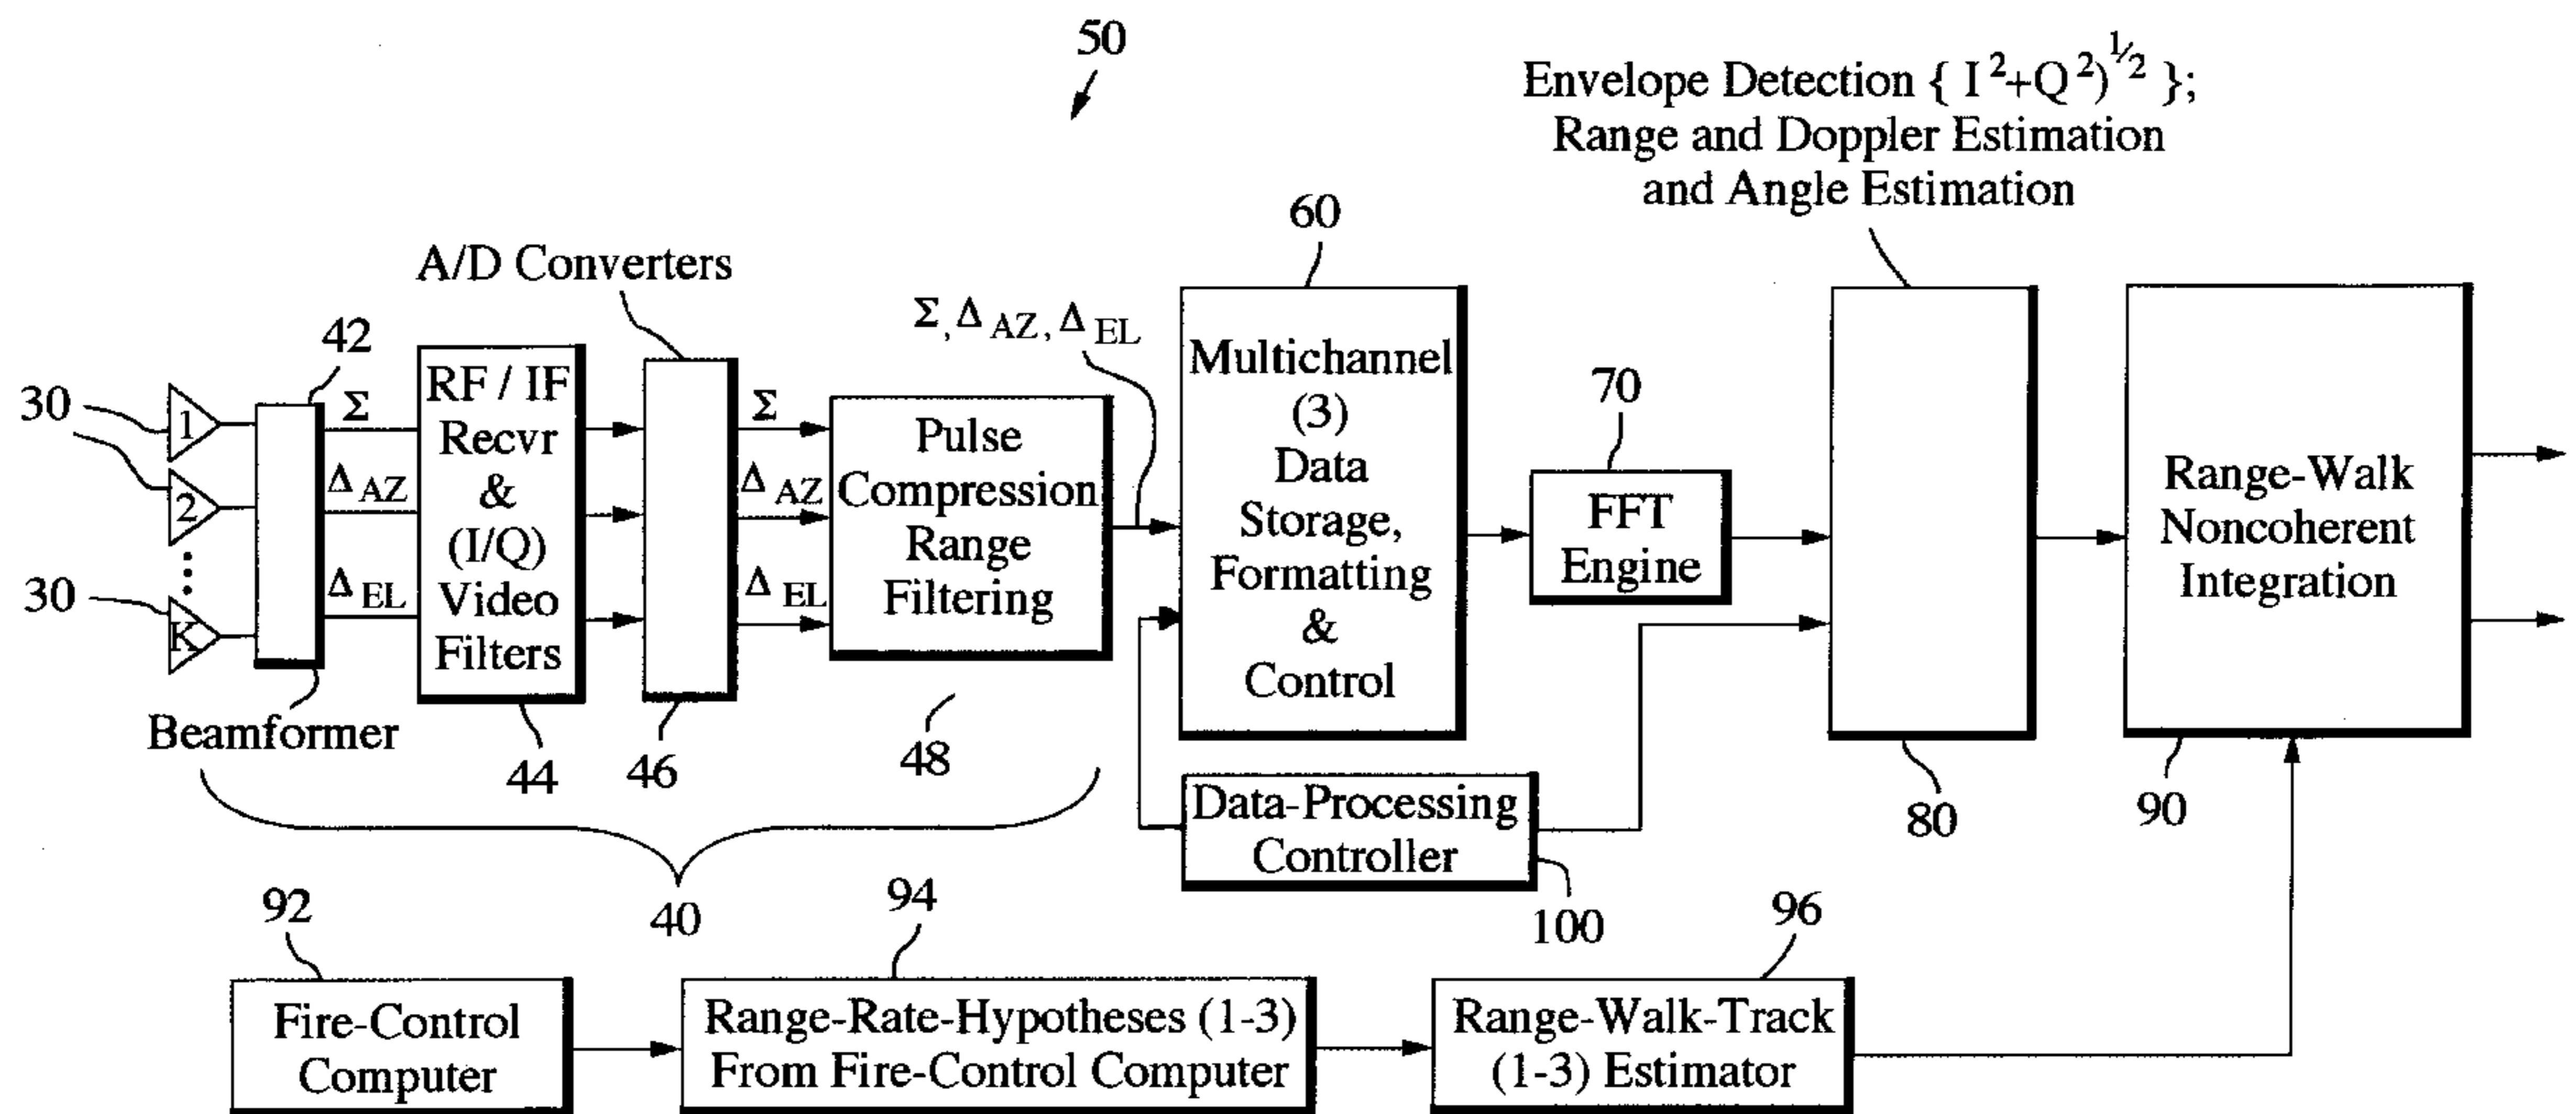 50
Envelope Detection { I²+Q²)^½ };
Range and Doppler Estimation
and Angle Estimation
60
A/D Converters
Σ, Δ AZ, Δ EL
42
30
1
2
30
K
Beamformer
Σ
Δ AZ
Δ EL
RF / IF
Recvr
&
(I/Q)
Video
Filters
44
46
Σ
Δ AZ
Δ EL
Pulse
Compression
Range
Filtering
48
40
Multichannel
(3)
Data
Storage,
Formatting
&
Control
70
FFT
Engine
80
Range-Walk
Noncoherent
Integration
90
Data-Processing
Controller
100
92
Fire-Control
Computer
94
Range-Rate-Hypotheses (1-3)
From Fire-Control Computer
96
Range-Walk-Track
(1-3) Estimator